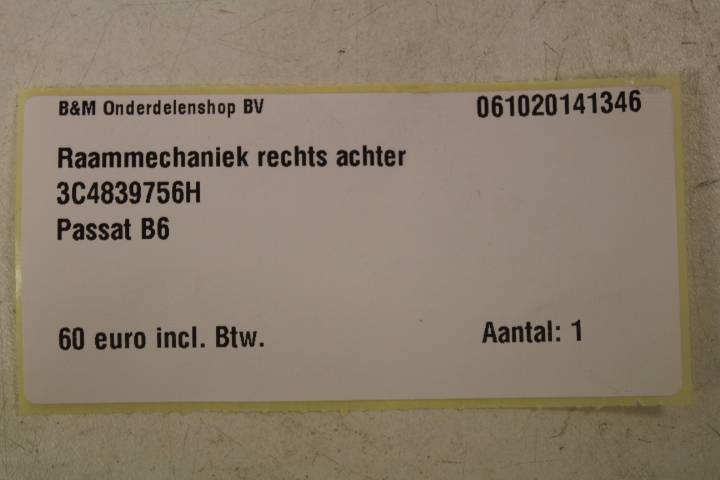 B&M Onderdelenshop BV 061020141346
Raammechaniek rechts achter
3C4839756H
Passat B6
60 euro incl. Btw. Aantal: 1